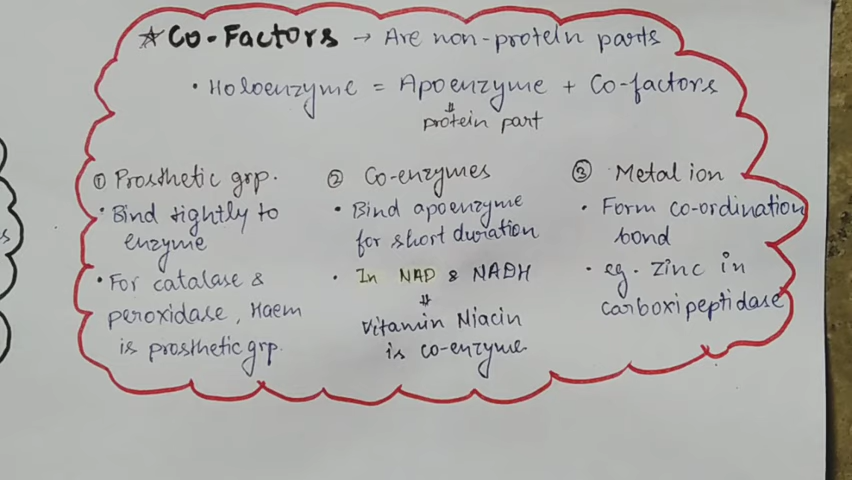 ★ Co-Factors → Are non-protein parts
• Holoenzyme = Apoenzyme + Co-factors
⇓
protein part
① Prosthetic grp.
• Bind tightly to
enzyme
• For catalase &
peroxidase, Haem
is prosthetic grp.
② Co-enzymes
• Bind apoenzyme
for short duration
• In NAD & NADH
⇓
Vitamin Niacin
is co-enzyme.
③ Metal ion
• Form co-ordination
bond
• eg. Zinc in
carboxipeptidase
s